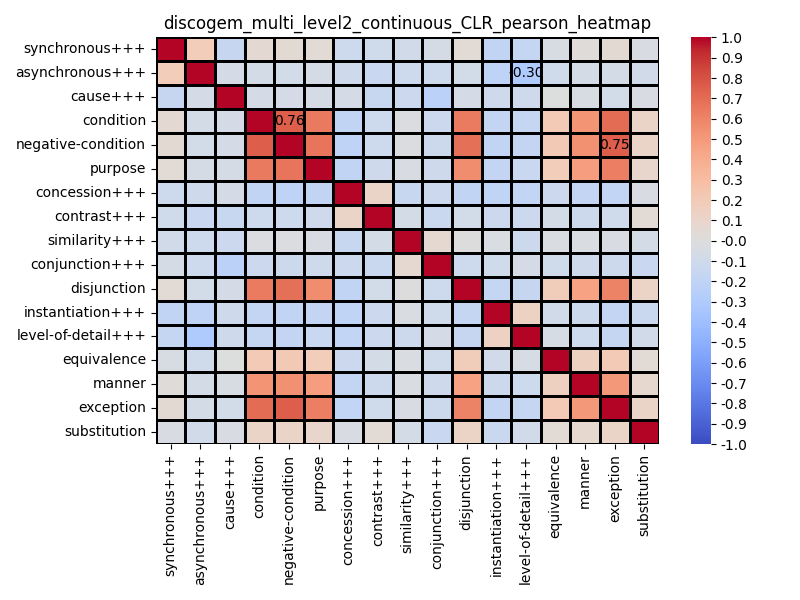 discogem_multi_level2_continuous_CLR_pearson_heatmap
synchronous+++
asynchronous+++
cause+++
condition
negative-condition
purpose
concession+++
contrast+++
similarity+++
conjunction+++
disjunction
instantiation+++
level-of-detail+++
equivalence
manner
exception
substitution
-0.30
0.76
0.75
synchronous+++
asynchronous+++
cause+++
condition
negative-condition
purpose
concession+++
contrast+++
similarity+++
conjunction+++
disjunction
instantiation+++
level-of-detail+++
equivalence
manner
exception
substitution
1.0
0.9
0.8
0.7
0.6
0.5
0.4
0.3
0.2
0.1
-0.0
-0.1
-0.2
-0.3
-0.4
-0.5
-0.6
-0.7
-0.8
-0.9
-1.0